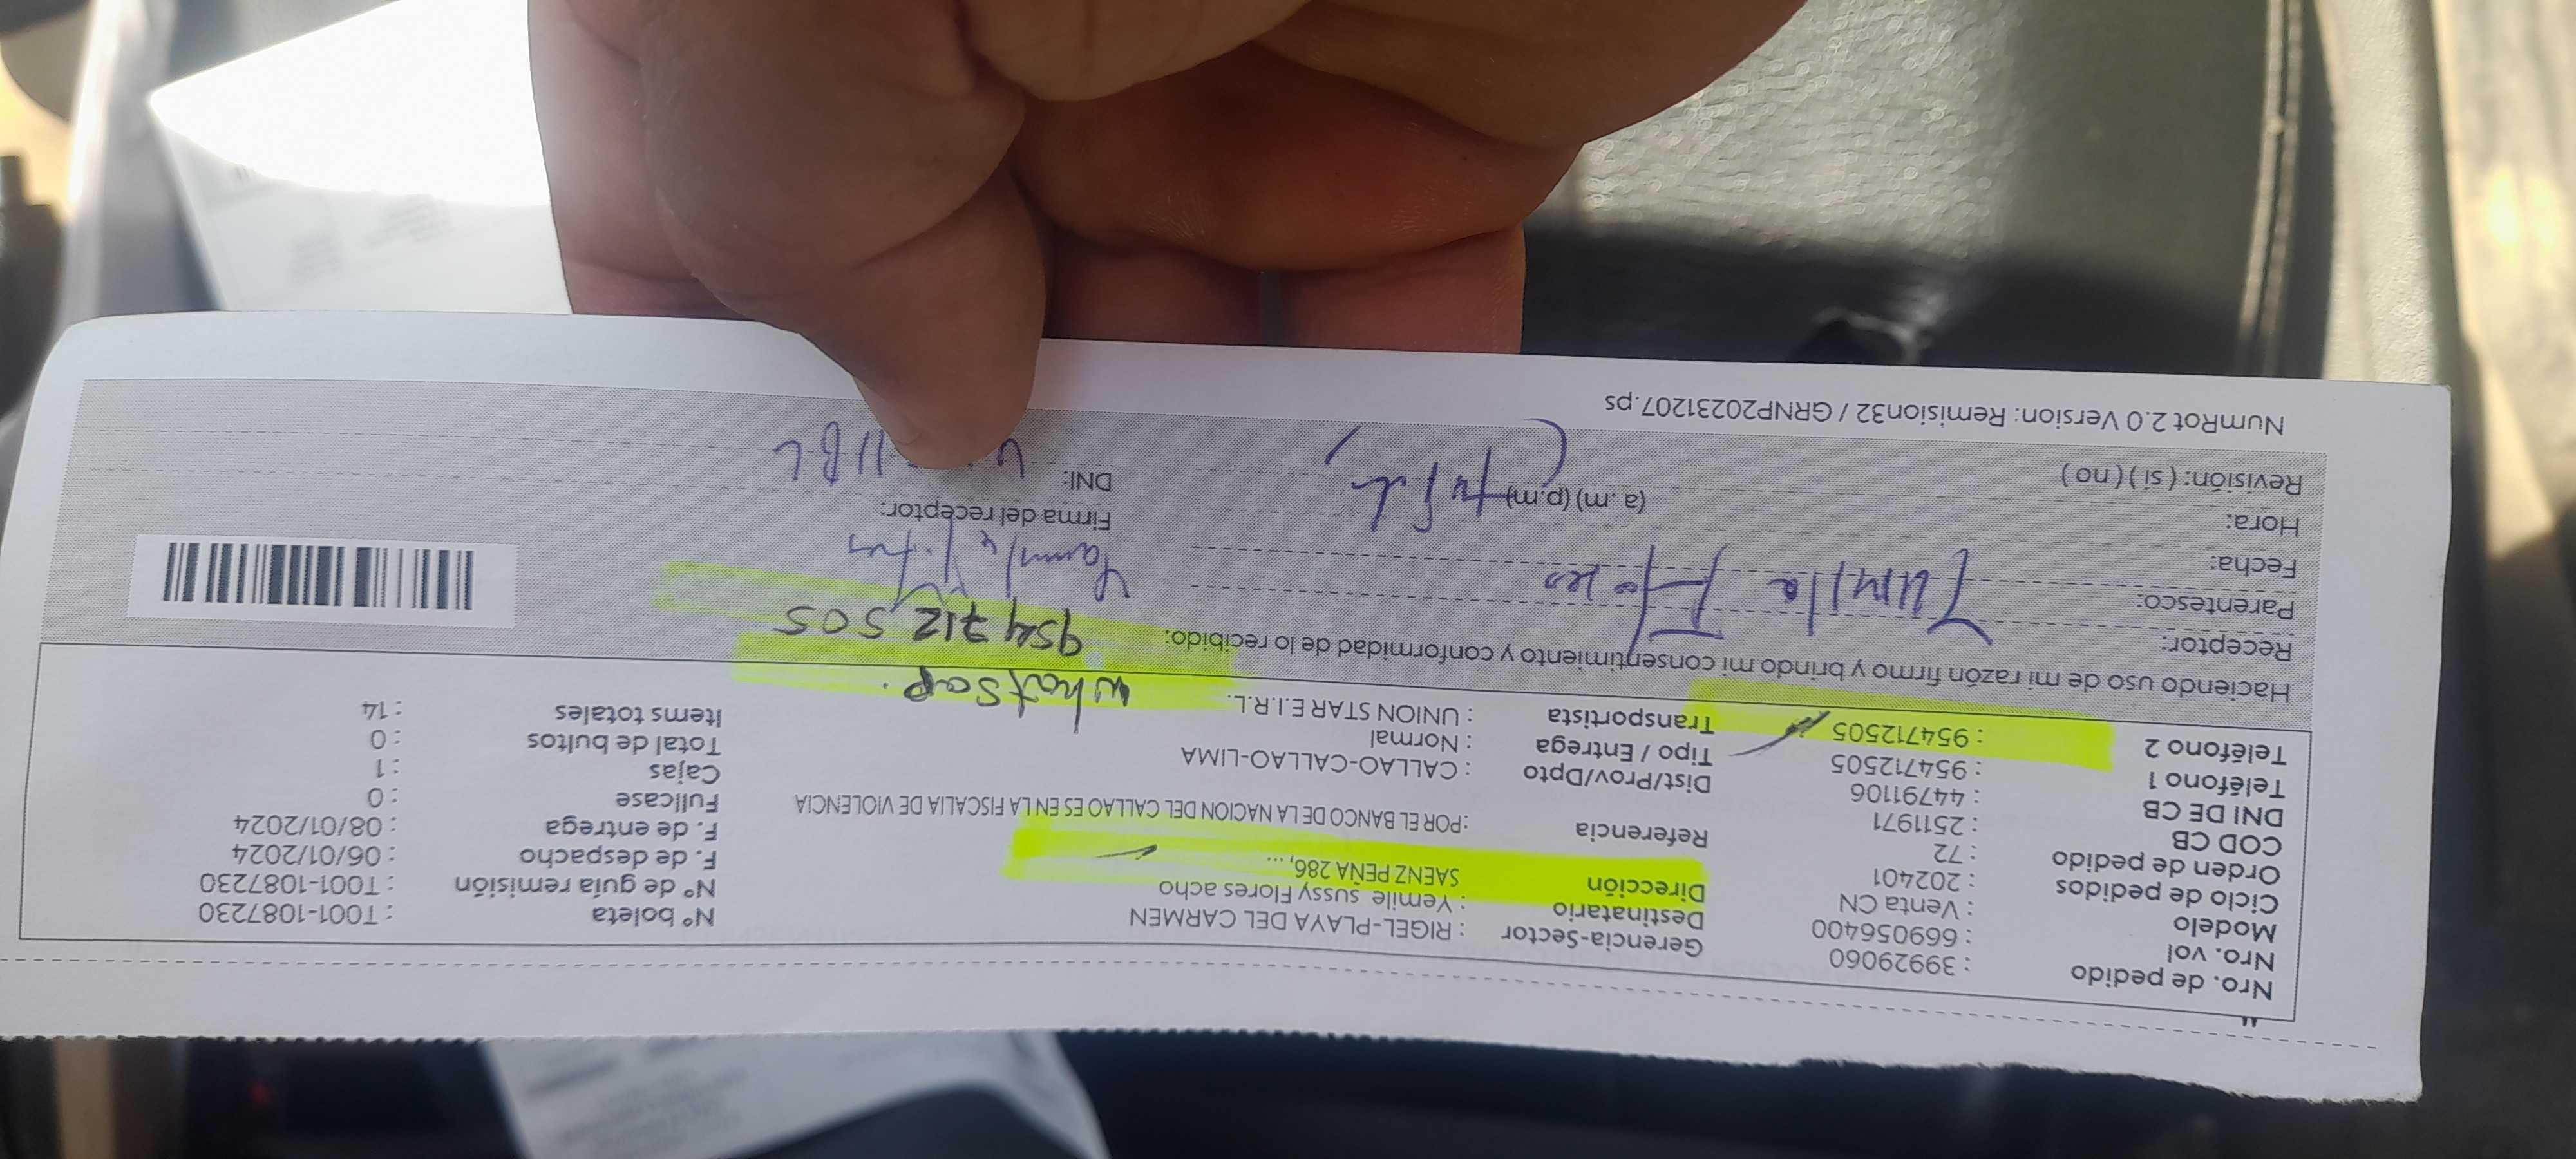 Nro. de pedido : 39929060
Nro. vol : 669056400
Modelo : Venta CN
Ciclo de pedidos : 202401
Orden de pedido : 72
COD CB : 2511971
DNI DE CB : 44791106
Teléfono 1 : 954712505
Teléfono 2 : 954712505
Gerencia-Sector : RIGEL-PLAYA DEL CARMEN
Destinatario : Yemile sussy Flores acho
Dirección SAENZ PEÑA 286, ...
Referencia :POR EL BANCO DE LA NACION DEL CALLAO ES EN LA FISCALIA DE VIOLENCIA
Dist/Prov/Dpto : CALLAO-CALLAO-LIMA
Tipo / Entrega : Normal
Transportista : UNION STAR E.I.R.L.
Nº boleta : T001-1087230
Nº de guía remisión : T001-1087230
F. de despacho : 06/01/2024
F. de entrega : 08/01/2024
Fullcase : 0
Cajas : 1
Total de bultos : 0
Items totales : 14
whatsap.
954 712 505
Haciendo uso de mi razón firmo y brindo mi consentimiento y conformidad de lo recibido:
Receptor:
Parentesco:
Fecha:
Hora: (a.m) (p.m)
Revisión: ( si ) ( no )
Firma del receptor:
DNI:
NumRot 2.0 Version: Remision32 / GRNP20231207.ps